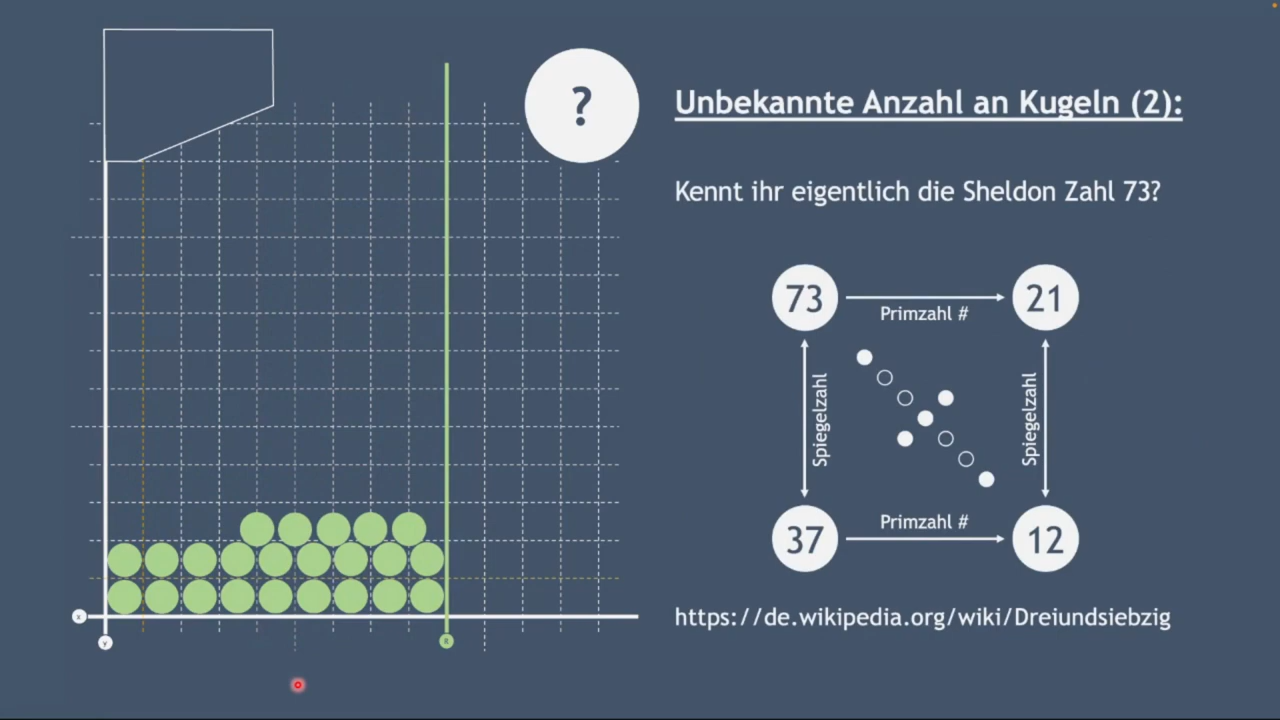 ?
Unbekannte Anzahl an Kugeln (2):
Kennt ihr eigentlich die Sheldon Zahl 73?
73
Primzahl #
21
Spiegelzahl
Spiegelzahl
37
Primzahl #
12
https://de.wikipedia.org/wiki/Dreiundsiebzig
X
Y
R